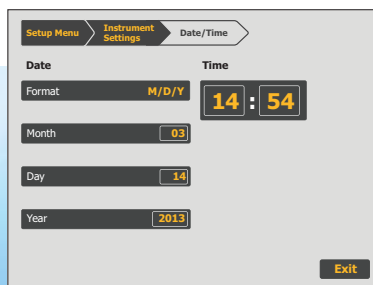 Setup Menu
Instrument
Settings
Date/Time
Date
Time
Format M/D/Y
14 : 54
Month 03
Day 14
Year 2013
Exit